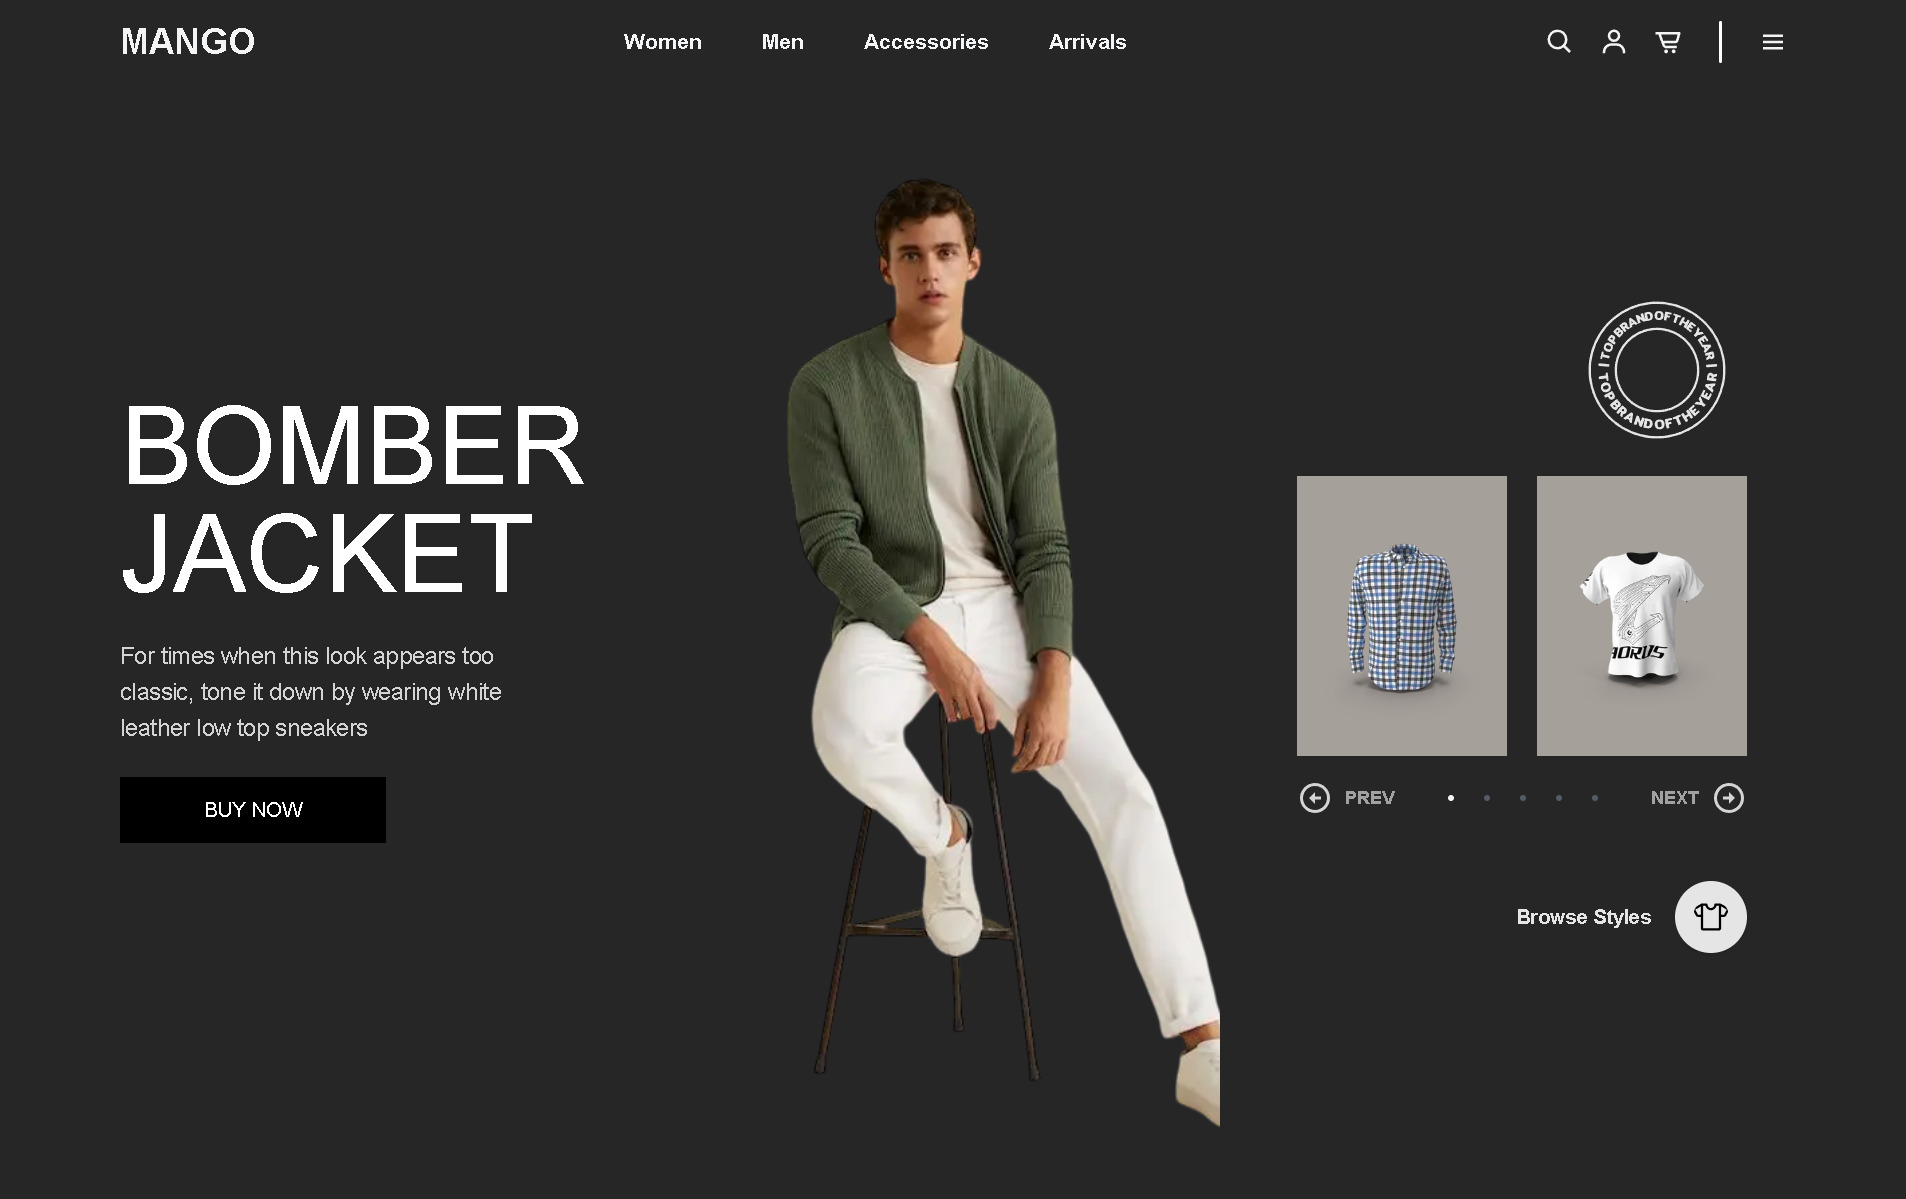 MANGO
Women
Men
Accessories
Arrivals
BOMBER
JACKET
For times when this look appears too
classic, tone it down by wearing white
leather low top sneakers
BUY NOW
I TOP BRAND OF THE YEAR I
TOP BRAND OF THE YEAR
AORUS
PREV
NEXT
Browse Styles